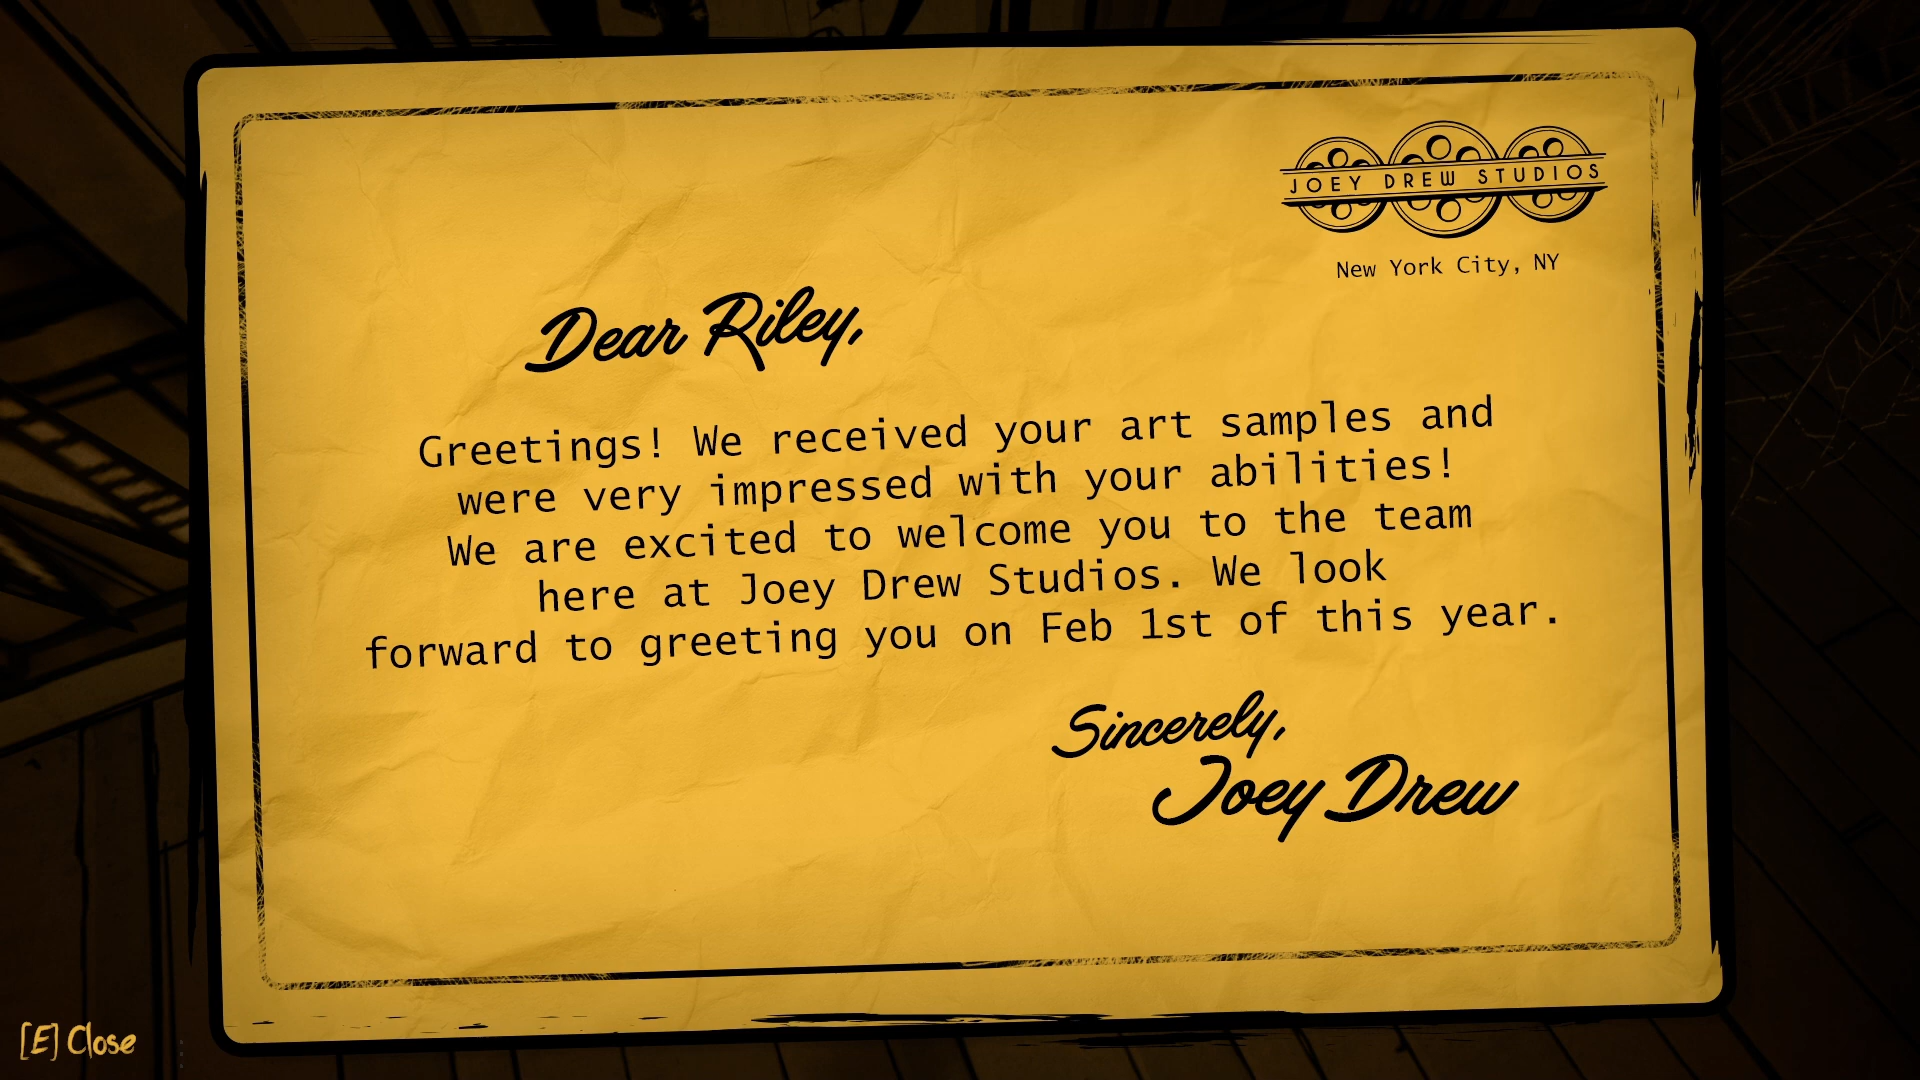 JOEY DREW STUDIOS
New York City, NY
Dear Riley,
Greetings! We received your art samples and
were very impressed with your abilities!
We are excited to welcome you to the team
here at Joey Drew Studios. We look
forward to greeting you on Feb 1st of this year.
Sincerely,
Joey Drew
[E] Close